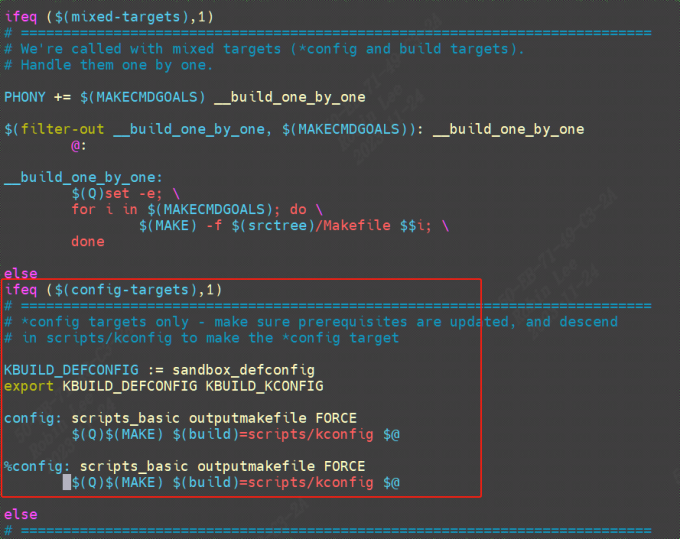 ifeq ($(mixed-targets),1)
# ===========================================================================
# We're called with mixed targets (*config and build targets).
# Handle them one by one.
PHONY += $(MAKECMDGOALS) __build_one_by_one
$(filter-out __build_one_by_one, $(MAKECMDGOALS)): __build_one_by_one
@:
__build_one_by_one:
$(Q)set -e; \
for i in $(MAKECMDGOALS); do \
$(MAKE) -f $(srctree)/Makefile $$i; \
done
else
ifeq ($(config-targets),1)
# ===========================================================================
# *config targets only - make sure prerequisites are updated, and descend
# in scripts/kconfig to make the *config target
KBUILD_DEFCONFIG := sandbox_defconfig
export KBUILD_DEFCONFIG KBUILD_KCONFIG
config: scripts_basic outputmakefile FORCE
$(Q)$(MAKE) $(build)=scripts/kconfig $@
%config: scripts_basic outputmakefile FORCE
$(Q)$(MAKE) $(build)=scripts/kconfig $@
else
# ===========================================================================